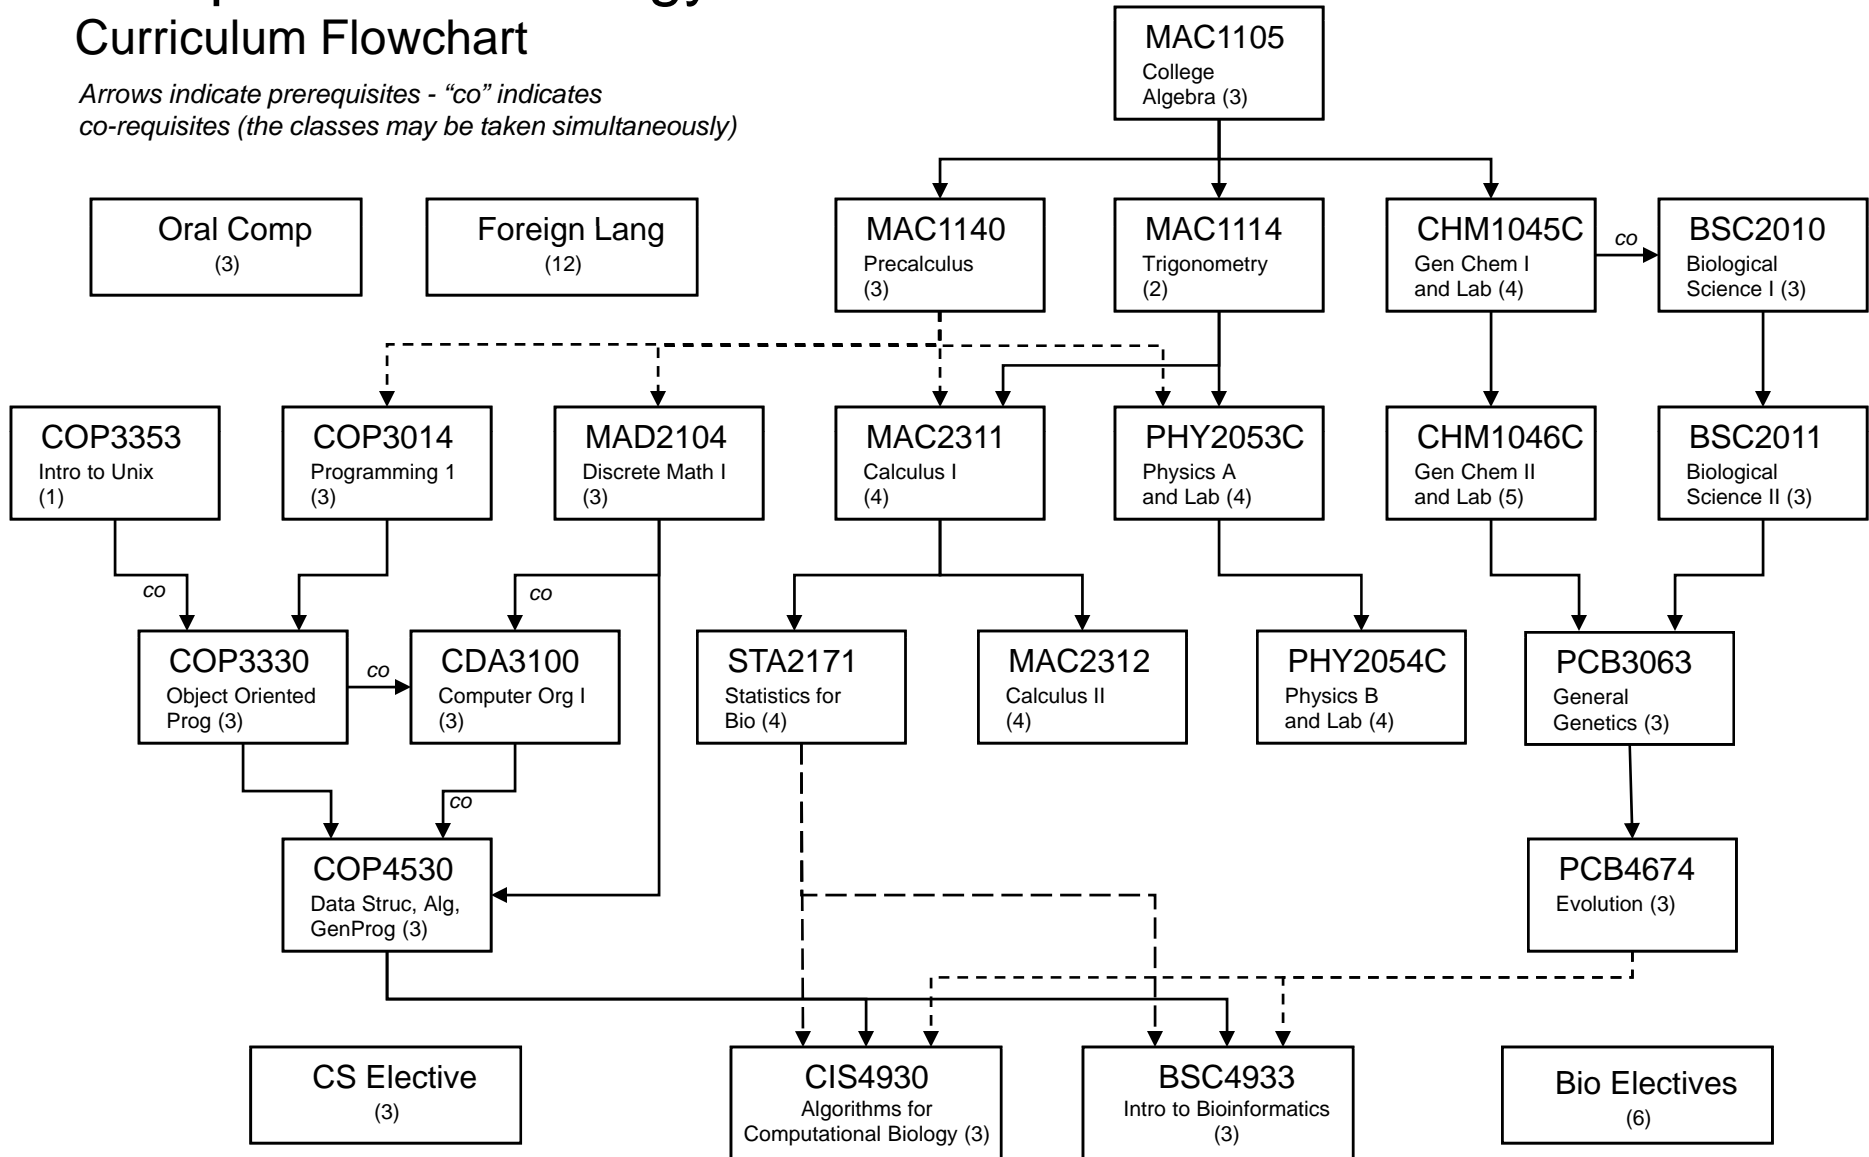 Curriculum Flowchart
Arrows indicate prerequisites - “co” indicates
co-requisites (the classes may be taken simultaneously)
MAC1105
College
Algebra (3)
Oral Comp
(3)
Foreign Lang
(12)
MAC1140
Precalculus
(3)
MAC1114
Trigonometry
(2)
CHM1045C
Gen Chem I
and Lab (4)
co
BSC2010
Biological
Science I (3)
COP3353
Intro to Unix
(1)
COP3014
Programming 1
(3)
MAD2104
Discrete Math I
(3)
MAC2311
Calculus I
(4)
PHY2053C
Physics A
and Lab (4)
CHM1046C
Gen Chem II
and Lab (5)
BSC2011
Biological
Science II (3)
co
co
COP3330
Object Oriented
Prog (3)
co
CDA3100
Computer Org I
(3)
STA2171
Statistics for
Bio (4)
MAC2312
Calculus II
(4)
PHY2054C
Physics B
and Lab (4)
PCB3063
General
Genetics (3)
co
COP4530
Data Struc, Alg,
GenProg (3)
PCB4674
Evolution (3)
CS Elective
(3)
CIS4930
Algorithms for
Computational Biology (3)
BSC4933
Intro to Bioinformatics
(3)
Bio Electives
(6)